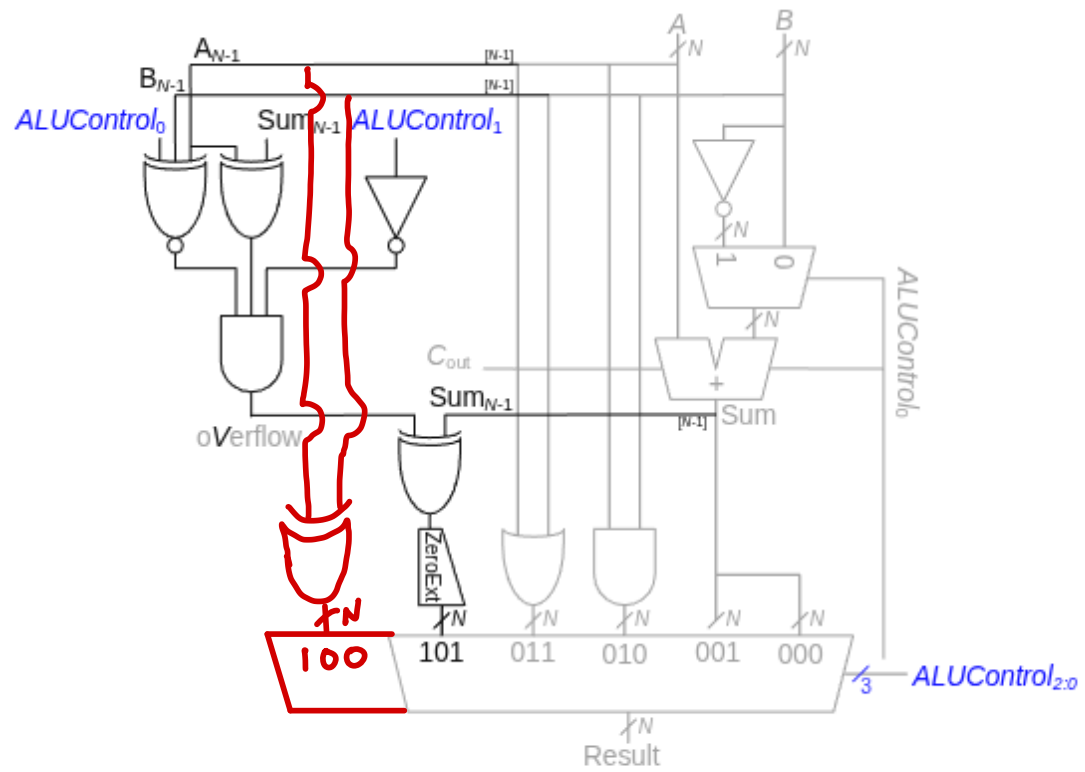 A
B
N
N
A_N-1
[N-1]
B_N-1
[N-1]
ALUControl_0
Sum_N-1
ALUControl_1
N
1
0
N
ALUControl_0
C_out
+
Sum_N-1
[N-1]
Sum
oVerflow
ZeroExt
N
N
N
N
N
N
100
101
011
010
001
000
3
ALUControl_2:0
N
Result